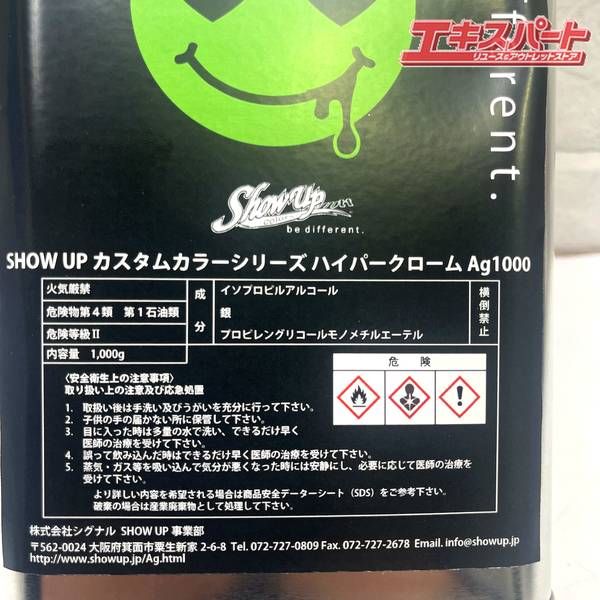 エキスパート
リユース&アウトレットストア
fferent.
Show up
color
be different.
SHOW UP カスタムカラーシリーズ ハイパークローム Ag1000
火気厳禁
危険物第4類 第1石油類
危険等級Ⅱ
内容量 1,000g
成分
イソプロピルアルコール
銀
プロピレングリコールモノメチルエーテル
横倒禁止
危険
〈安全衛生上の注意事項〉
取り扱い上の注意及び応急処置
1. 取扱い後は手洗い及びうがいを充分に行って下さい。
2. 子供の手の届かない所に保管して下さい。
3. 目に入った時は多量の水で洗い、できるだけ早く
医師の治療を受けて下さい。
4. 誤って飲み込んだ時はできるだけ早く医師の治療を受けて下さい。
5. 蒸気・ガス等を吸い込んで気分が悪くなった時には安静にし、必要に応じて医師の治療を
受けて下さい。
より詳しい内容を希望される場合は商品安全データーシート（SDS）をご参考下さい。
破棄の場合は産業廃棄物として処理して下さい。
株式会社シグナル SHOW UP 事業部
〒562-0024 大阪府箕面市粟生新家 2-6-8 Tel. 072-727-0809 Fax. 072-727-2678 Email. info@showup.jp
http://www.showup.jp/Ag.html